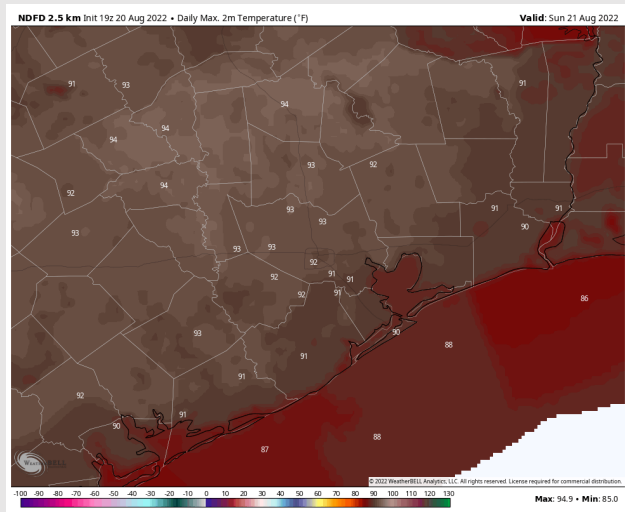 NDFD 2.5 km Init 19z 20 Aug 2022 • Daily Max. 2m Temperature (°F) Valid: Sun 21 Aug 2022
91 93 91
94
94 94
93 92
94
92
93 91 91
93 93 90
93 93
92
92 91 91
92 91
86
93 90
88
91
91
92
91
90
88
87
WeatherBELL
© 2022 WeatherBELL Analytics, LLC. All rights reserved. License required for commercial distribution.
-100 -90 -80 -70 -60 -50 -40 -30 -20 -10 0 10 20 30 40 50 60 70 80 90 100 110 120 130
Max: 94.9 • Min: 85.0